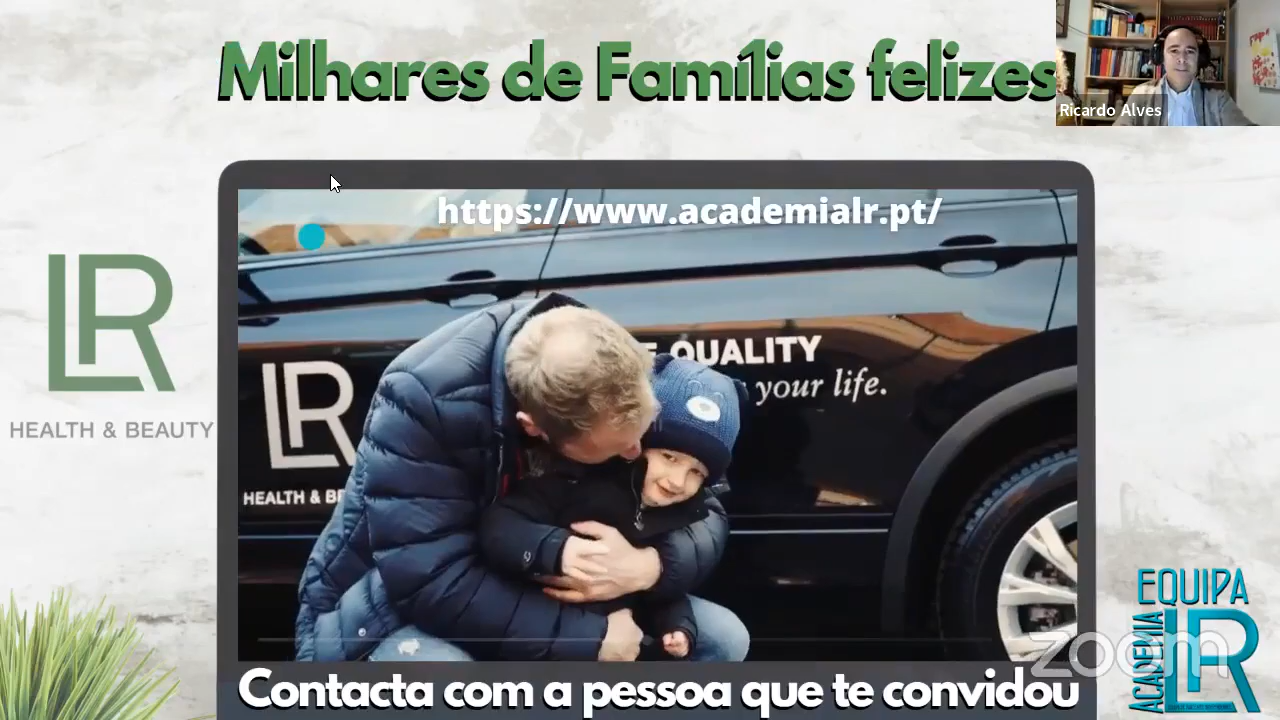 Milhares de Famílias felizes
Ricardo Alves
https://www.academialr.pt/
LR
HEALTH & BEAUTY
QUALITY
your life.
LR
HEALTH & BE
EQUIPA
ACADEMIA
LR
zoom
Contacta com a pessoa que te convidou